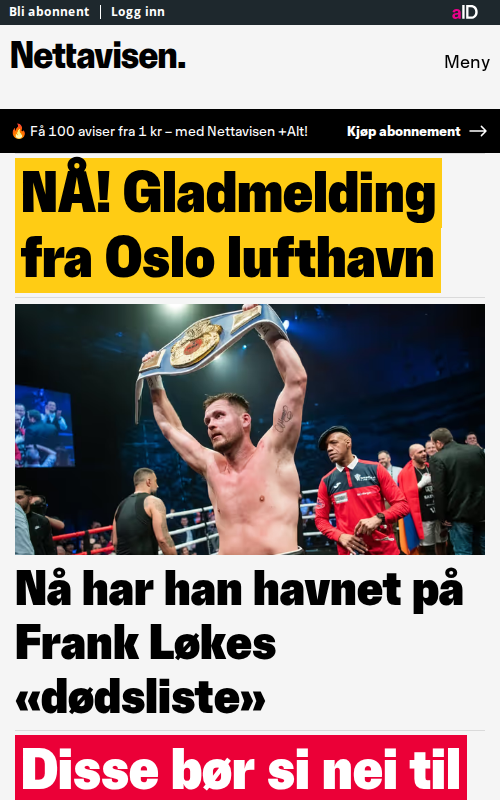 Bli abonnent
Logg inn
aID
Nettavisen.
Meny
🔥 Få 100 aviser fra 1 kr – med Nettavisen +Alt!
Kjøp abonnement →
NÅ! Gladmelding
fra Oslo lufthavn
Nå har han havnet på
Frank Løkes
«dødsliste»
Disse bør si nei til